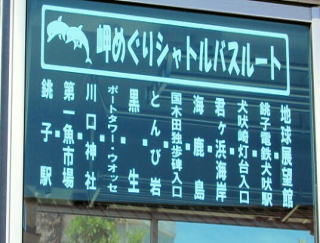 岬めぐりシャトルバスルート
地球展望館
銚子電鉄犬吠駅
犬吠崎灯台入口
君ヶ浜海岸
海鹿島
国木田独歩碑入口
とんび岩
黒生
ポートタワー・ウオッセ
川口神社
第一魚市場
銚子駅